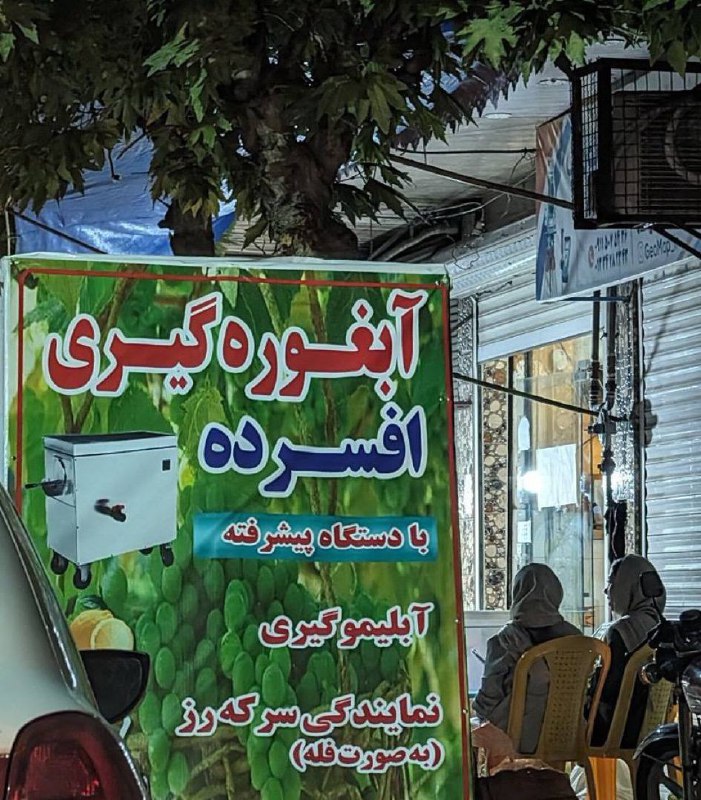 آبغوره‌گیری
افسرده
با دستگاه پیشرفته
آبلیموگیری
نمایندگی سرکه رز
(به صورت فله)